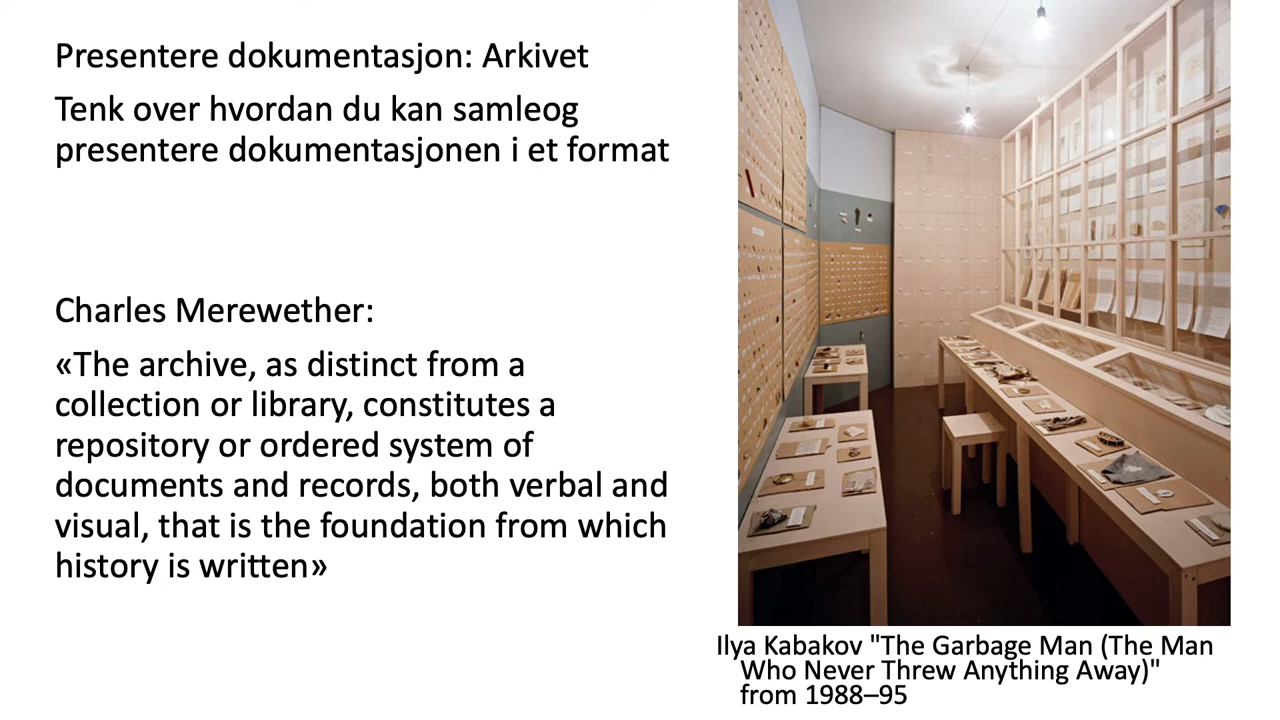 Presentere dokumentasjon: Arkivet
Tenk over hvordan du kan samleog
presentere dokumentasjonen i et format
Charles Merewether:
«The archive, as distinct from a
collection or library, constitutes a
repository or ordered system of
documents and records, both verbal and
visual, that is the foundation from which
history is written»
Ilya Kabakov "The Garbage Man (The Man
Who Never Threw Anything Away)"
from 1988–95